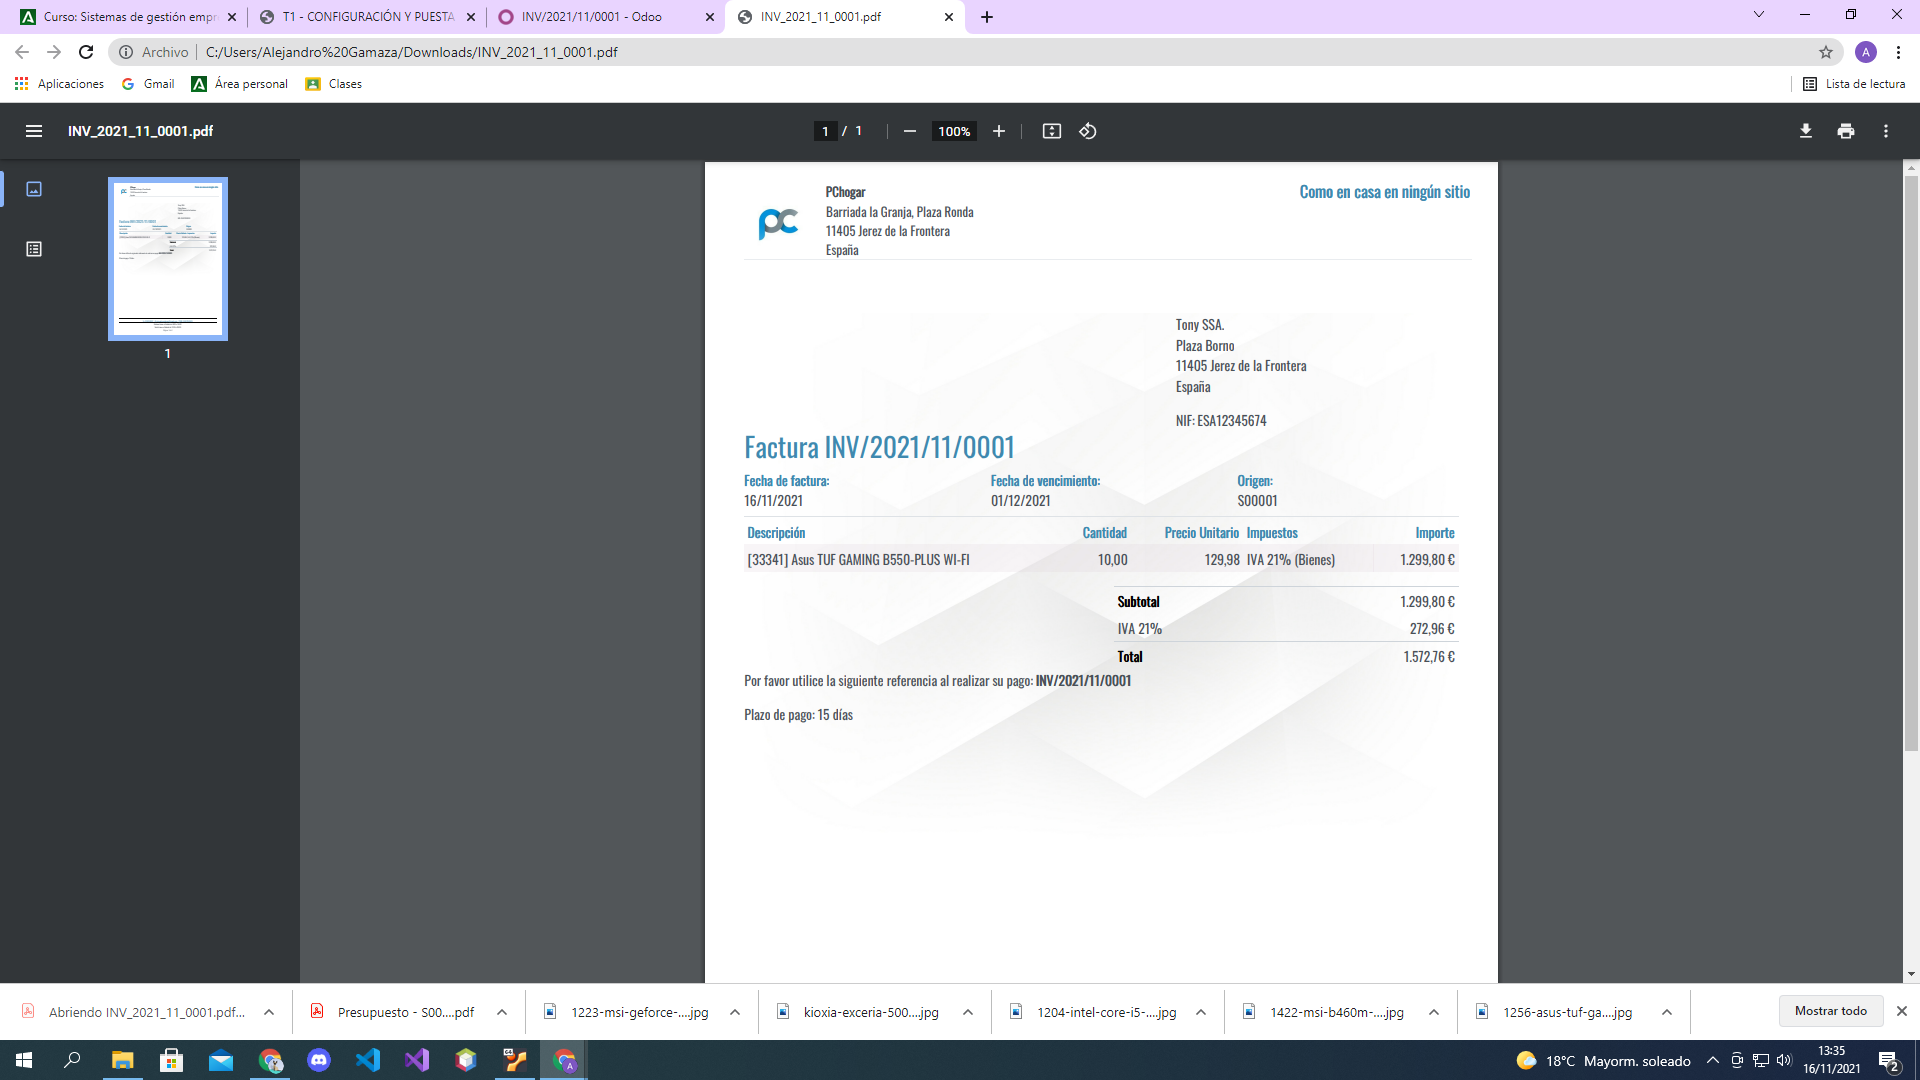 Curso: Sistemas de gestión empr
T1 - CONFIGURACIÓN Y PUESTA
INV/2021/11/0001 - Odoo
INV_2021_11_0001.pdf
Archivo
C:/Users/Alejandro%20Gamaza/Downloads/INV_2021_11_0001.pdf
A
Aplicaciones
Gmail
Área personal
Clases
Lista de lectura
INV_2021_11_0001.pdf
1 / 1
100%
1
PChogar
Barriada la Granja, Plaza Ronda
11405 Jerez de la Frontera
España
Como en casa en ningún sitio
pc
Tony SSA.
Plaza Borno
11405 Jerez de la Frontera
España
NIF: ESA12345674
Factura INV/2021/11/0001
Fecha de factura: Fecha de vencimiento: Origen:
16/11/2021 01/12/2021 S00001
Descripción Cantidad Precio Unitario Impuestos Importe
[33341] Asus TUF GAMING B550-PLUS WI-FI 10,00 129,98 IVA 21% (Bienes) 1.299,80 €
Subtotal 1.299,80 €
IVA 21% 272,96 €
Total 1.572,76 €
Por favor utilice la siguiente referencia al realizar su pago: INV/2021/11/0001
Plazo de pago: 15 días
Abriendo INV_2021_11_0001.pdf...
Presupuesto - S00....pdf
1223-msi-geforce-....jpg
kioxia-exceria-500....jpg
1204-intel-core-i5-....jpg
1422-msi-b460m-....jpg
1256-asus-tuf-ga....jpg
Mostrar todo
18°C Mayorm. soleado
13:35
16/11/2021
2